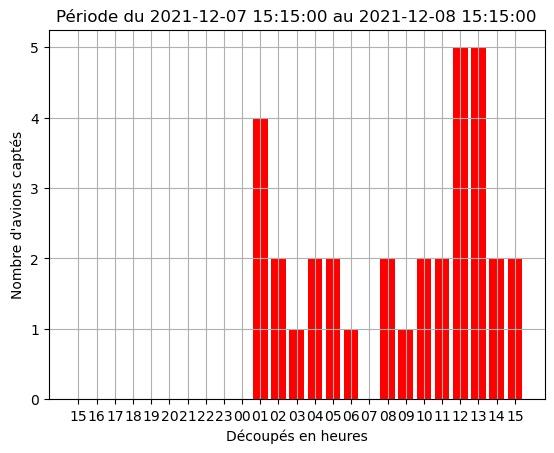 Période du 2021-12-07 15:15:00 au 2021-12-08 15:15:00
Nombre d'avions captés
5
4
3
2
1
0
15 16 17 18 19 20 21 22 23 00 01 02 03 04 05 06 07 08 09 10 11 12 13 14 15
Découpés en heures